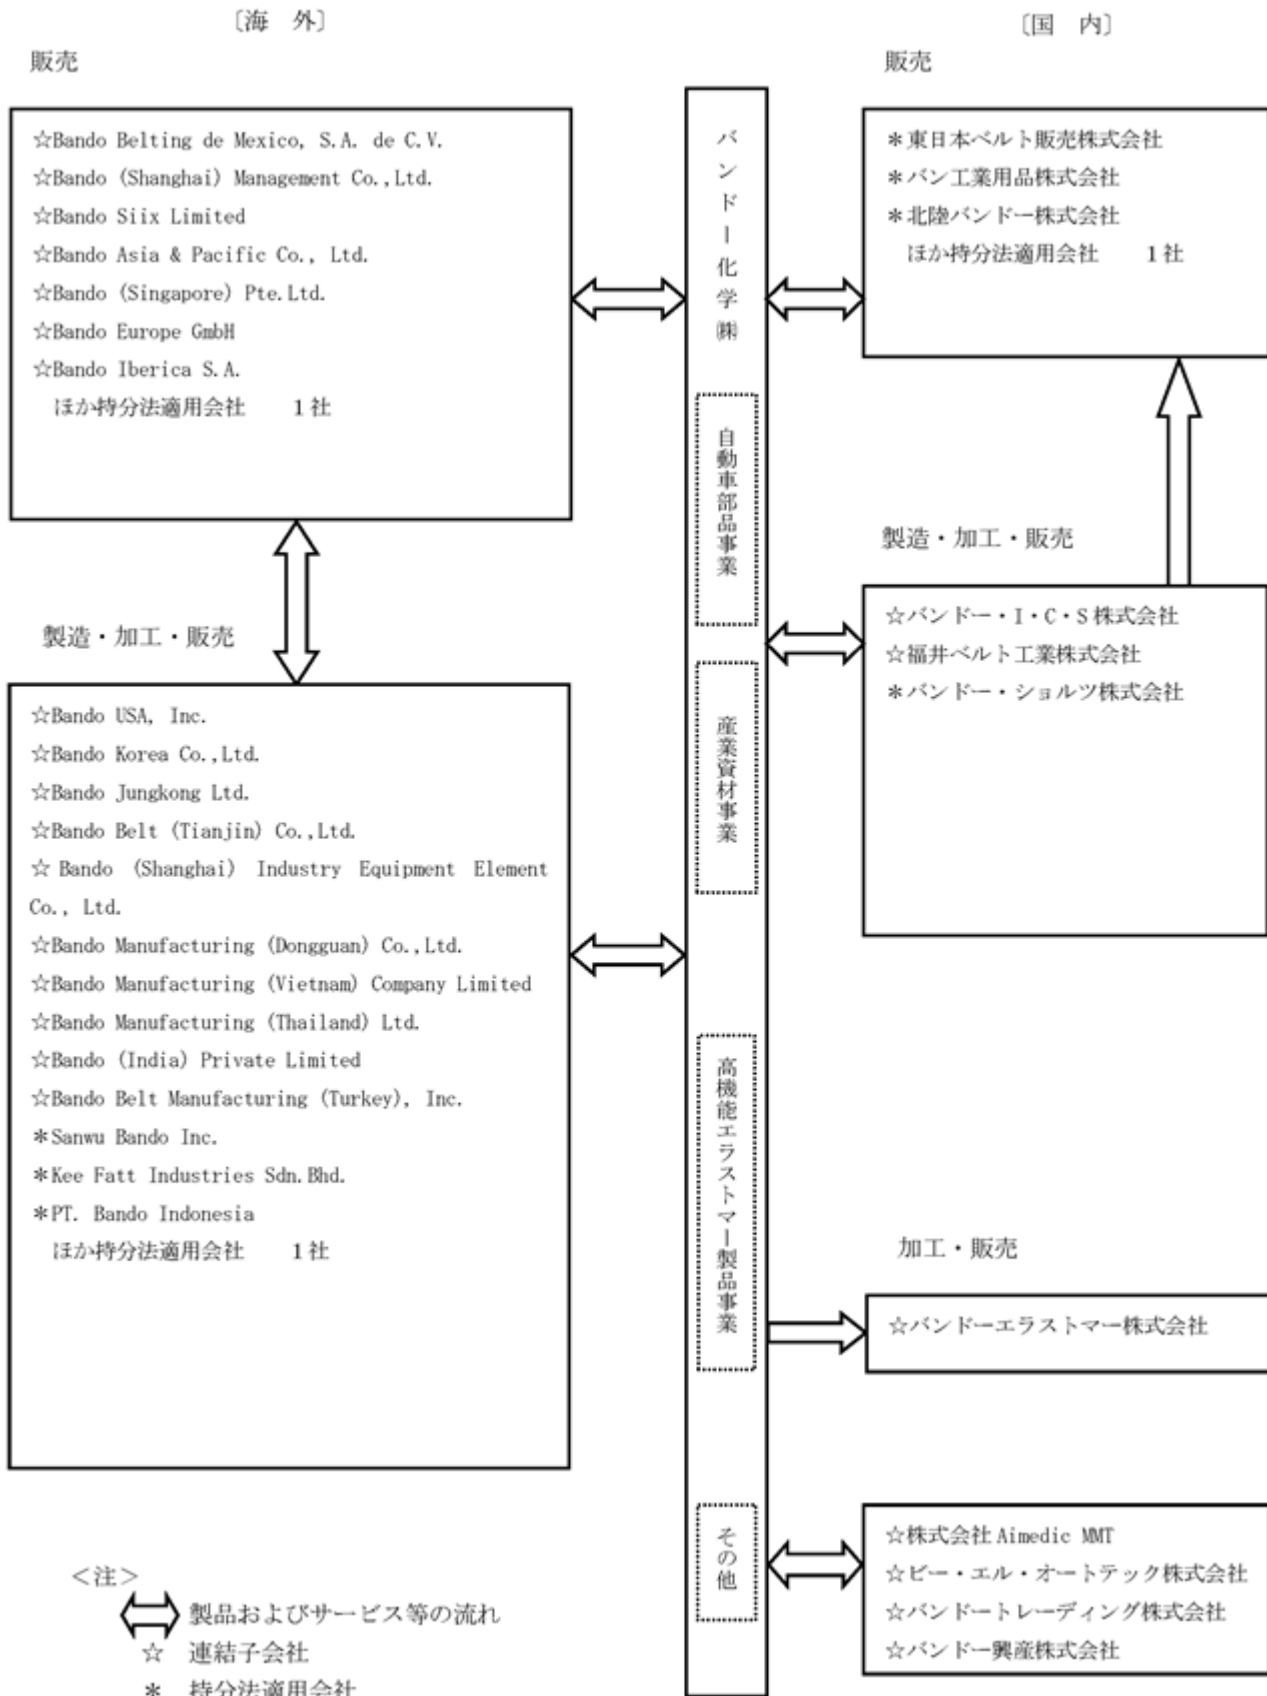 〔海　外〕
販売
☆Bando Belting de Mexico, S.A. de C.V.
☆Bando (Shanghai) Management Co.,Ltd.
☆Bando Siix Limited
☆Bando Asia & Pacific Co., Ltd.
☆Bando (Singapore) Pte.Ltd.
☆Bando Europe GmbH
☆Bando Iberica S.A.
ほか持分法適用会社　　1社
製造・加工・販売
☆Bando USA, Inc.
☆Bando Korea Co.,Ltd.
☆Bando Jungkong Ltd.
☆Bando Belt (Tianjin) Co.,Ltd.
☆ Bando (Shanghai) Industry Equipment Element
Co., Ltd.
☆Bando Manufacturing (Dongguan) Co.,Ltd.
☆Bando Manufacturing (Vietnam) Company Limited
☆Bando Manufacturing (Thailand) Ltd.
☆Bando (India) Private Limited
☆Bando Belt Manufacturing (Turkey), Inc.
＊Sanwu Bando Inc.
＊Kee Fatt Industries Sdn.Bhd.
＊PT. Bando Indonesia
ほか持分法適用会社　　1社
バンドー化学㈱
自動車部品事業
産業資材事業
高機能エラストマー製品事業
その他
〔国　内〕
販売
＊東日本ベルト販売株式会社
＊バン工業用品株式会社
＊北陸バンドー株式会社
ほか持分法適用会社　　1社
製造・加工・販売
☆バンドー・I・C・S株式会社
☆福井ベルト工業株式会社
＊バンドー・ショルツ株式会社
加工・販売
☆バンドーエラストマー株式会社
☆株式会社Aimedic MMT
☆ビー・エル・オートテック株式会社
☆バンドートレーディング株式会社
☆バンドー興産株式会社
＜注＞
製品およびサービス等の流れ
☆　連結子会社
＊　持分法適用会社